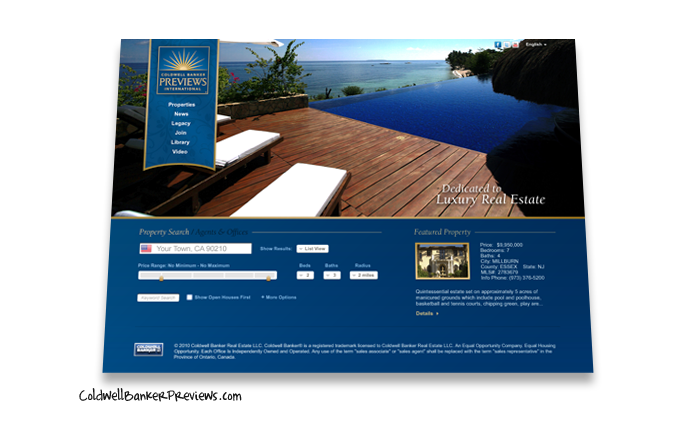 English
COLDWELL BANKER
PREVIEWS
INTERNATIONAL
Properties
News
Legacy
Join
Library
Video
Dedicated to
Luxury Real Estate
Property Search
Agents & Offices
Your Town, CA 90210
Show Results:
List View
Price Range: No Minimum - No Maximum
Beds
Baths
Radius
2
2
2 miles
Advanced Search
Show Open Houses First
+ More Options
Featured Property
Price: $9,950,000
Bedrooms: 7
Baths: 4
City: MILLBURN
County: ESSEX State: NJ
MLS#: 2783679
Info Phone: (973) 376-5200
Quintessential estate set on approximately 5 acres of
manicured grounds which include pool and poolhouse,
basketball and tennis courts, chipping green, play are...
Details
COLDWELL
BANKER
© 2010 Coldwell Banker Real Estate LLC. Coldwell Banker® is a registered trademark licensed to Coldwell Banker Real Estate LLC. An Equal Opportunity Company. Equal Housing
Opportunity. Each Office Is Independently Owned and Operated. Any use of the term "sales associate" or "sales agent" shall be replaced with the term "sales representative" in the
Province of Ontario, Canada
ColdwellBankerPreviews.com